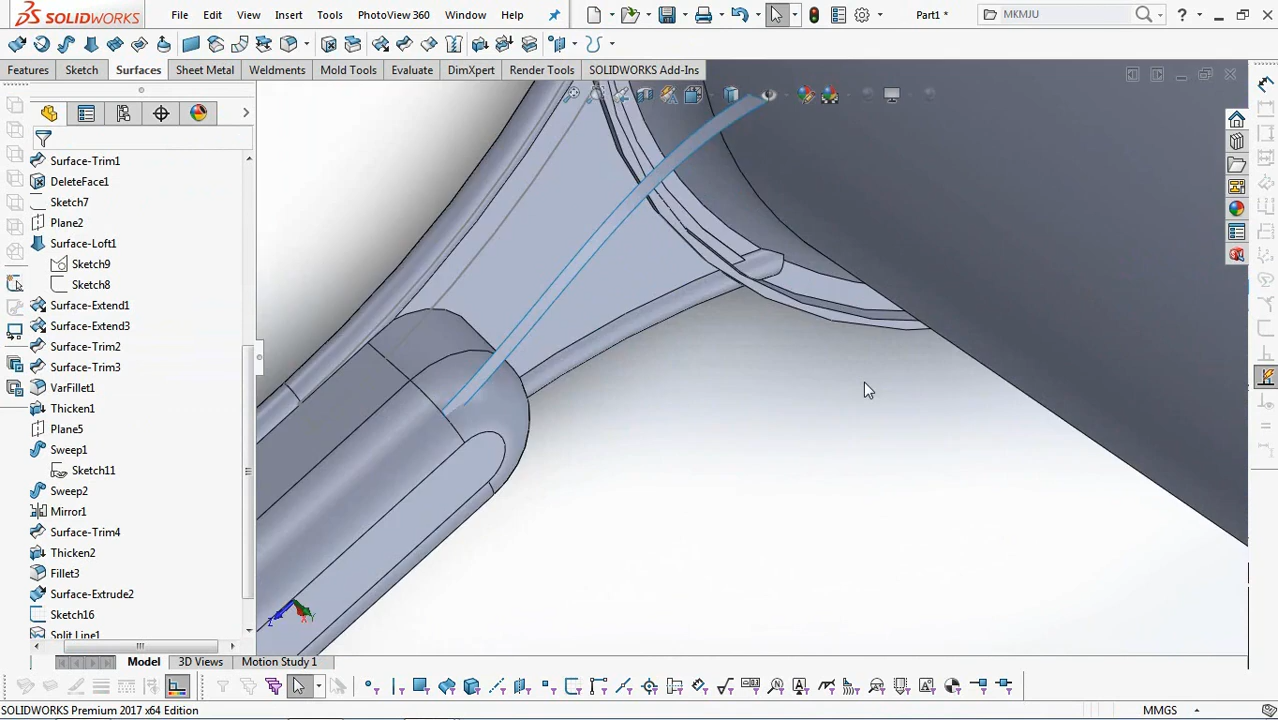 SOLIDWORKS File Edit View Insert Tools PhotoView 360 Window Help Part1 * MKMJU ?
Features Sketch Surfaces Sheet Metal Weldments Mold Tools Evaluate DimXpert Render Tools SOLIDWORKS Add-Ins
Surface-Trim1
DeleteFace1
Sketch7
Plane2
Surface-Loft1
Sketch9
Sketch8
Surface-Extend1
Surface-Extend3
Surface-Trim2
Surface-Trim3
VarFillet1
Thicken1
Plane5
Sweep1
Sketch11
Sweep2
Mirror1
Surface-Trim4
Thicken2
Fillet3
Surface-Extrude2
Sketch16
Split Line1
Z X Y
Model 3D Views Motion Study 1
SOLIDWORKS Premium 2017 x64 Edition MMGS